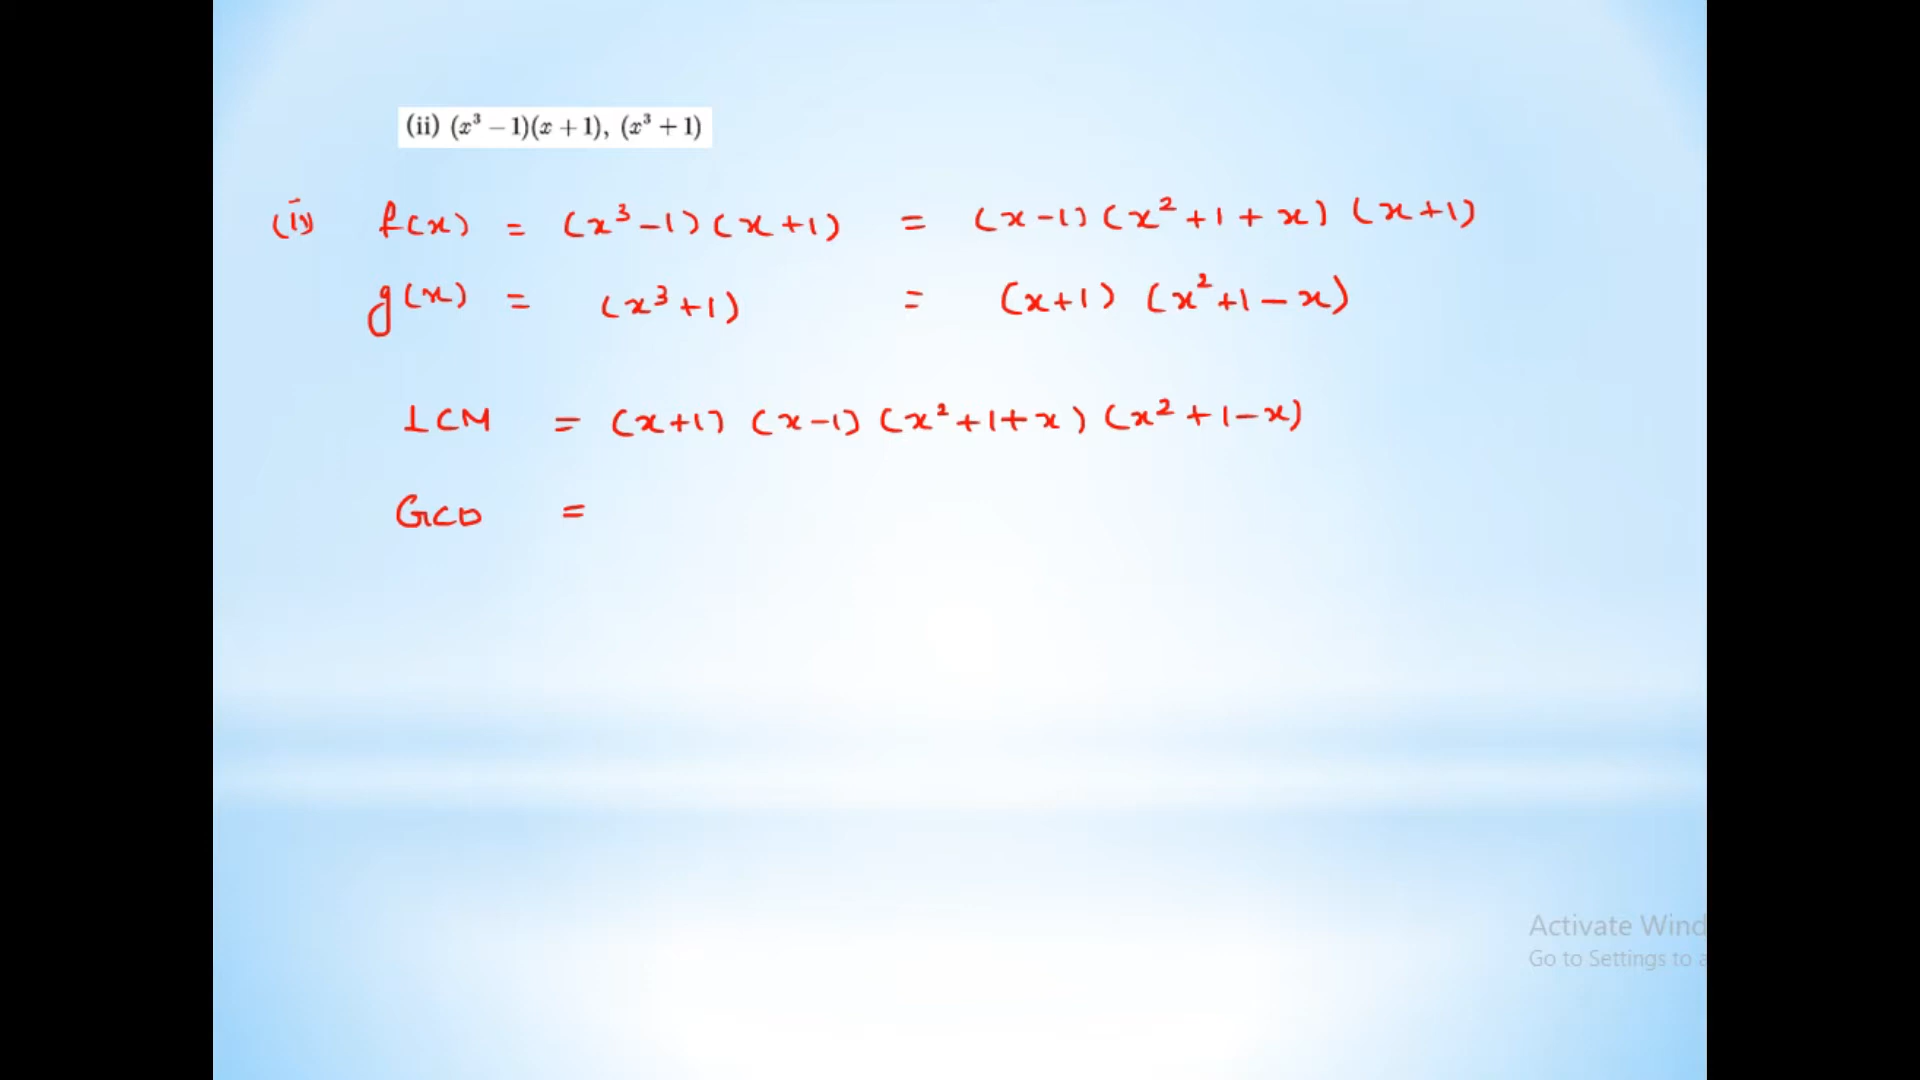 (ii) (x³ − 1)(x + 1), (x³ + 1)
(ii) f(x) = (x³ −1) (x +1) = (x −1) (x² +1 + x) (x +1)
g(x) = (x³ +1) = (x+1) (x² +1 − x)
LCM = (x+1) (x −1) (x² +1+ x) (x² +1− x)
GCD =
Activate Wind
Go to Settings to a